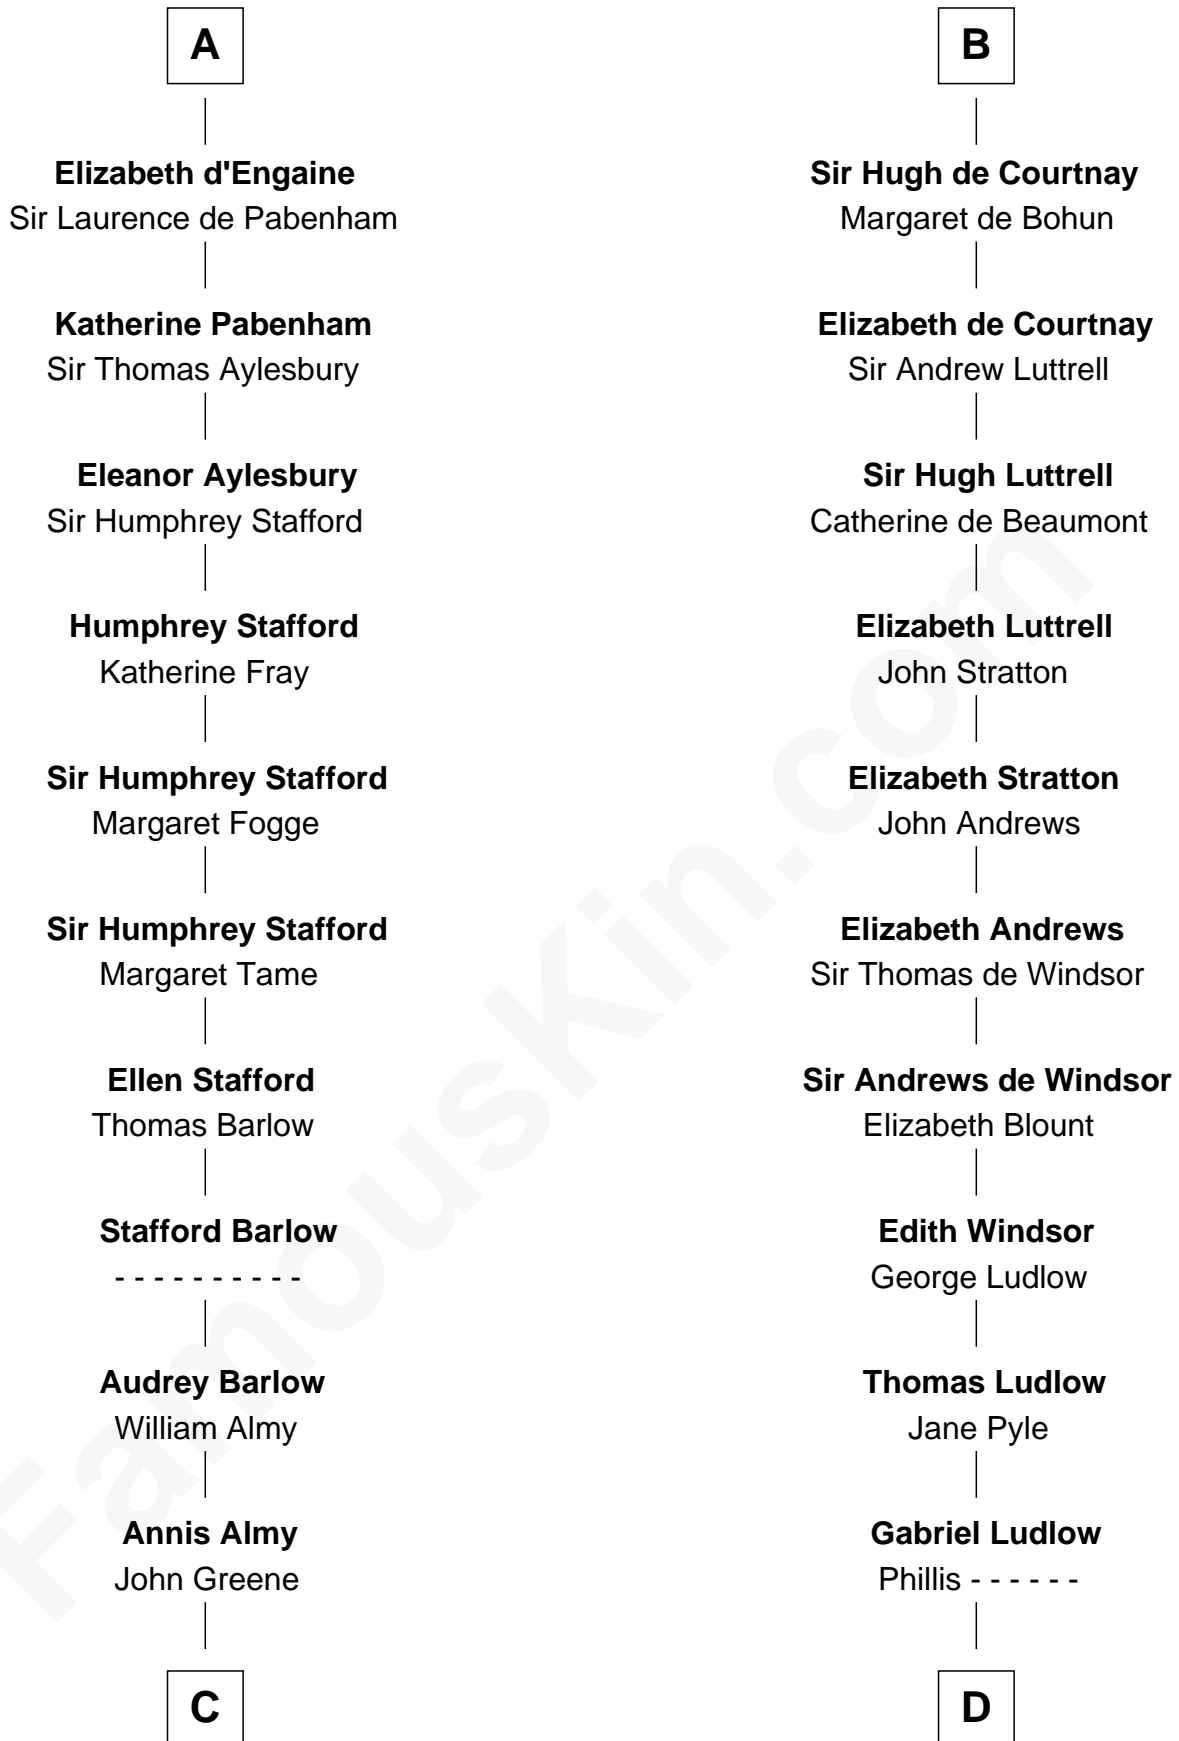 A
Elizabeth d'Engaine
Sir Laurence de Pabenham
Katherine Pabenham
Sir Thomas Aylesbury
Eleanor Aylesbury
Sir Humphrey Stafford
Humphrey Stafford
Katherine Fray
Sir Humphrey Stafford
Margaret Fogge
Sir Humphrey Stafford
Margaret Tame
Ellen Stafford
Thomas Barlow
Stafford Barlow
- - - - - - - - - -
Audrey Barlow
William Almy
Annis Almy
John Greene
C
B
Sir Hugh de Courtnay
Margaret de Bohun
Elizabeth de Courtnay
Sir Andrew Luttrell
Sir Hugh Luttrell
Catherine de Beaumont
Elizabeth Luttrell
John Stratton
Elizabeth Stratton
John Andrews
Elizabeth Andrews
Sir Thomas de Windsor
Sir Andrews de Windsor
Elizabeth Blount
Edith Windsor
George Ludlow
Thomas Ludlow
Jane Pyle
Gabriel Ludlow
Phillis - - - - - -
D
FamousKin.com